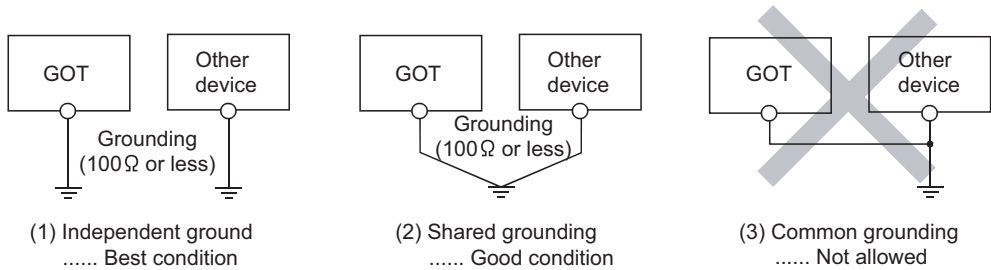 GOT
Other
device
Grounding
(100Ω or less)
(1) Independent ground
...... Best condition
GOT
Other
device
Grounding
(100Ω or less)
(2) Shared grounding
...... Good condition
GOT
Other
device
(3) Common grounding
...... Not allowed